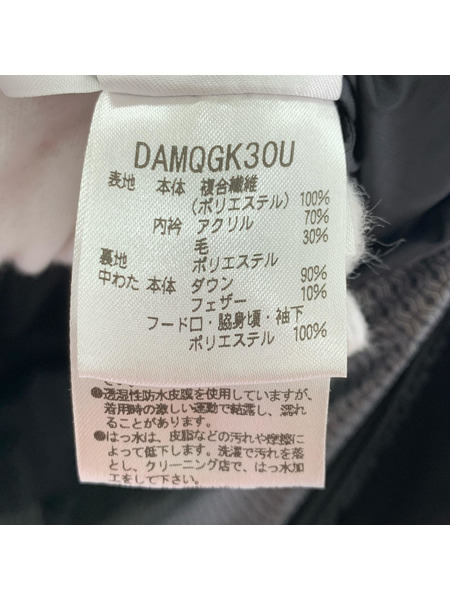 DAMQGK30U
表地 本体 複合繊維
(ポリエステル) 100%
内衿 アクリル 70%
毛 30%
裏地 ポリエステル
中わた 本体 ダウン 90%
フェザー 10%
フード口・脇身頃・袖下
ポリエステル 100%
●透湿性防水皮膜を使用していますが、
着用時の激しい運動で結露し、濡れ
ることがあります。
●はっ水は、皮脂などの汚れや摩擦に
よって低下します。洗濯で汚れを落
とし、クリーニング店で、はっ水加
工をして下さい。